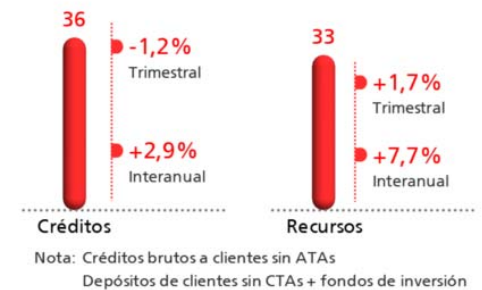 36
-1,2%
Trimestral
+2,9%
Interanual
Créditos
33
+1,7%
Trimestral
+7,7%
Interanual
Recursos
Nota: Créditos brutos a clientes sin ATAs
Depósitos de clientes sin CTAs + fondos de inversión